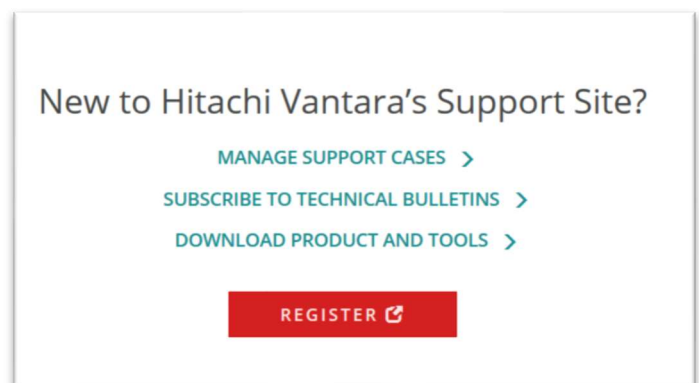 New to Hitachi Vantara’s Support Site?
MANAGE SUPPORT CASES
SUBSCRIBE TO TECHNICAL BULLETINS
DOWNLOAD PRODUCT AND TOOLS
REGISTER